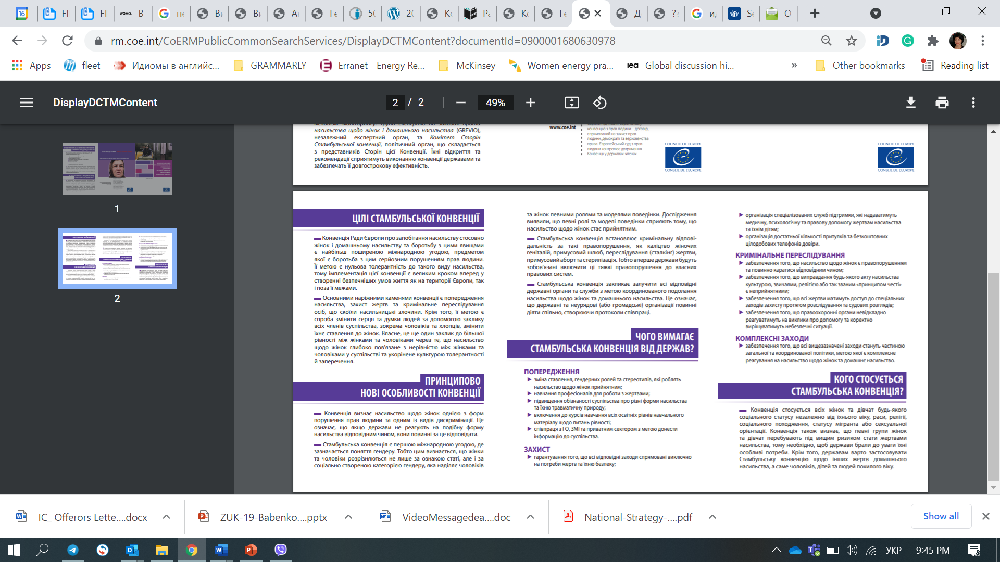 16
FI
FI
WOMO. В
пе
Ви
Ви
Ал
Ге
5(
2(
Ко
Ра
Ко
Ге
Д
??
и,
Se
O
rm.coe.int/CoERMPublicCommonSearchServices/DisplayDCTMContent?documentId=0900001680630978
Apps
fleet
Идиомы в английс...
GRAMMARLY
Erranet - Energy Re...
McKinsey
Women energy pra...
iea Global discussion hi...
»
Other bookmarks
Reading list
DisplayDCTMContent
2 / 2
49%
1
2
насильства щодо жінок і домашнього насильства (GREVIO),
незалежний експертний орган, та Комітет Сторін
Стамбульської конвенції, політичний орган, що складається
з представників Сторін цієї Конвенції. Їхні відкриття та
рекомендації сприятимуть виконанню конвенції державами та
забезпечать її довгострокову ефективність.
www.coe.int
конвенцію з прав людини – договір,
спрямований на захист прав
людини, демократії та верховенства
права. Європейський суд з прав
людини контролює дотримання
Конвенції у державах-членах.
COUNCIL OF EUROPE
CONSEIL DE L'EUROPE
COUNCIL OF EUROPE
CONSEIL DE L'EUROPE
ЦІЛІ СТАМБУЛЬСЬКОЇ КОНВЕНЦІЇ
Конвенція Ради Європи про запобігання насильству стосовно
жінок і домашньому насильству та боротьбу з цими явищами
є найбільш поширеною міжнародною угодою, предметом
якої є боротьба з цим серйозним порушенням прав людини.
Її метою є нульова толерантність до такого виду насильства,
тому імплементація цієї конвенції є великим кроком вперед у
створенні безпечніших умов життя як на території Європи, так
і поза її межами.
Основними наріжними каменями конвенції є попередження
насильства, захист жертв та кримінальне переслідування
осіб, що скоїли насильницькі злочини. Крім того, її метою є
спроба змінити серця та думки людей за допомогою заклику
всіх членів суспільства, зокрема чоловіків та хлопців, змінити
їхнє ставлення до жінок. Власне, це ще один заклик до більшої
рівності між жінками та чоловіками через те, що насильство
щодо жінок глибоко пов'язане з нерівністю між жінками та
чоловіками у суспільстві та укорінене культурою толерантності
й заперечення.
ПРИНЦИПОВО
НОВІ ОСОБЛИВОСТІ КОНВЕНЦІЇ
Конвенція визнає насильство щодо жінок однією з форм
порушення прав людини та одним із видів дискримінації. Це
означає, що якщо держави не реагують на подібну форму
насильства відповідним чином, вони повинні за це відповідати.
Стамбульська конвенція є першою міжнародною угодою, де
зазначається поняття гендеру. Тобто цим визнається, що жінки
та чоловіки розрізняються не лише за ознакою статі, але і за
соціально створеною категорією гендеру, яка наділяє чоловіків
та жінок певними ролями та моделями поведінки. Дослідження
виявили, що певні ролі та моделі поведінки сприяють тому, що
насильство щодо жінок стає прийнятним.
Стамбульська конвенція встановлює кримінальну відпові-
дальність за такі правопорушення, як каліцтво жіночих
геніталій, примусовий шлюб, переслідування (сталкінг) жертви,
примусовий аборт та стерилізація. Тобто вперше держави будуть
зобов'язані включити ці тяжкі правопорушення до власних
правових систем.
Стамбульська конвенція закликає залучити всі відповідні
державні органи та служби з метою координованого подолання
насильства щодо жінок та домашнього насильства. Це означає,
що державні та неурядові (або громадські) організації повинні
діяти спільно, створюючи протоколи співпраці.
ЧОГО ВИМАГАЄ
СТАМБУЛЬСЬКА КОНВЕНЦІЯ ВІД ДЕРЖАВ?
ПОПЕРЕДЖЕННЯ
зміна ставлення, гендерних ролей та стереотипів, які роблять
насильство щодо жінок прийнятним;
навчання професіоналів для роботи з жертвами;
підвищення обізнаності суспільства про різні форми насильства
та їхню травматичну природу;
включення до курсів навчання всіх освітніх рівнів навчального
матеріалу щодо питань рівності;
співпраця з ГО, ЗМІ та приватним сектором з метою донести
інформацію до суспільства.
ЗАХИСТ
гарантування того, що всі відповідні заходи спрямовані виключно
на потреби жертв та їхню безпеку;
організація спеціалізованих служб підтримки, які надаватимуть
медичну, психологічну та правову допомогу жертвам насильства
та їхнім дітям;
організація достатньої кількості притулків та безкоштовних
цілодобових телефонів довіри.
КРИМІНАЛЬНЕ ПЕРЕСЛІДУВАННЯ
забезпечення того, що насильство щодо жінок є правопорушенням
та повинно каратися відповідним чином;
забезпечення того, що виправдання будь-якого акту насильства
культурою, звичаями, релігією або так званим «принципом честі»
є неприйнятними;
забезпечення того, що всі жертви матимуть доступ до спеціальних
заходів захисту протягом розслідування та судових розглядів;
забезпечення того, що правоохоронні органи невідкладно
реагуватимуть на виклики про допомогу та коректно
вирішуватимуть небезпечні ситуації.
КОМПЛЕКСНІ ЗАХОДИ
забезпечення того, що всі вищезазначені заходи стануть частиною
загальної та координованої політики, метою якої є комплексне
реагування на насильство щодо жінок та домашнє насильство.
КОГО СТОСУЄТЬСЯ
СТАМБУЛЬСЬКА КОНВЕНЦІЯ?
Конвенція стосується всіх жінок та дівчат будь-якого
соціального статусу незалежно від їхнього віку, раси, релігії,
соціального походження, статусу мігранта або сексуальної
орієнтації. Конвенція також визнає, що певні групи жінок
та дівчат перебувають під вищим ризиком стати жертвами
насильства, тому необхідно, щоб держави брали до уваги їхні
особливі потреби. Крім того, державам варто застосовувати
Стамбульську конвенцію щодо інших жертв домашнього
насильства, а саме чоловіків, дітей та людей похилого віку.
IC_ Offerors Lette....docx
ZUK-19-Babenko....pptx
VideoMessagedea....doc
National-Strategy-....pdf
Show all
УКР
9:45 PM